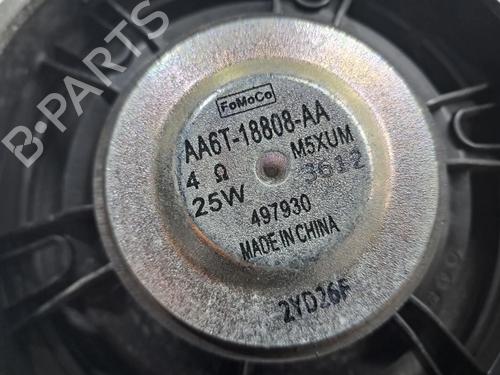 B-PARTS
FoMoCo
AA6T-18808-AA
4 Ω M5XUM
25W 3612
497930
MADE IN CHINA
2YD26F